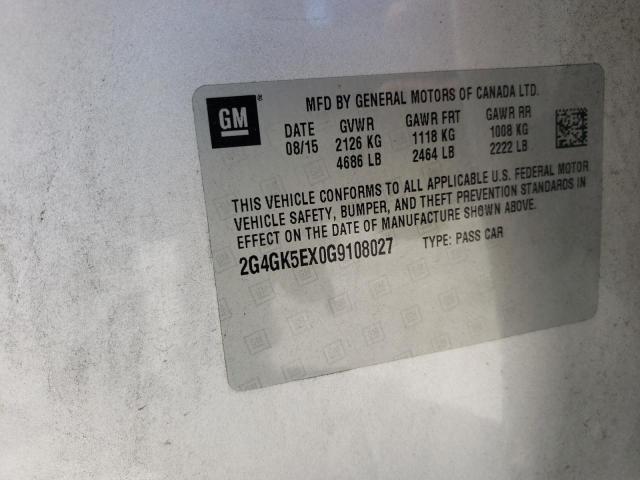 GM®
MFD BY GENERAL MOTORS OF CANADA LTD.
DATE GVWR GAWR FRT GAWR RR
08/15 2126 KG 1118 KG 1008 KG
4686 LB 2464 LB 2222 LB
THIS VEHICLE CONFORMS TO ALL APPLICABLE U.S. FEDERAL MOTOR
VEHICLE SAFETY, BUMPER, AND THEFT PREVENTION STANDARDS IN
EFFECT ON THE DATE OF MANUFACTURE SHOWN ABOVE.
2G4GK5EX0G9108027 TYPE: PASS CAR